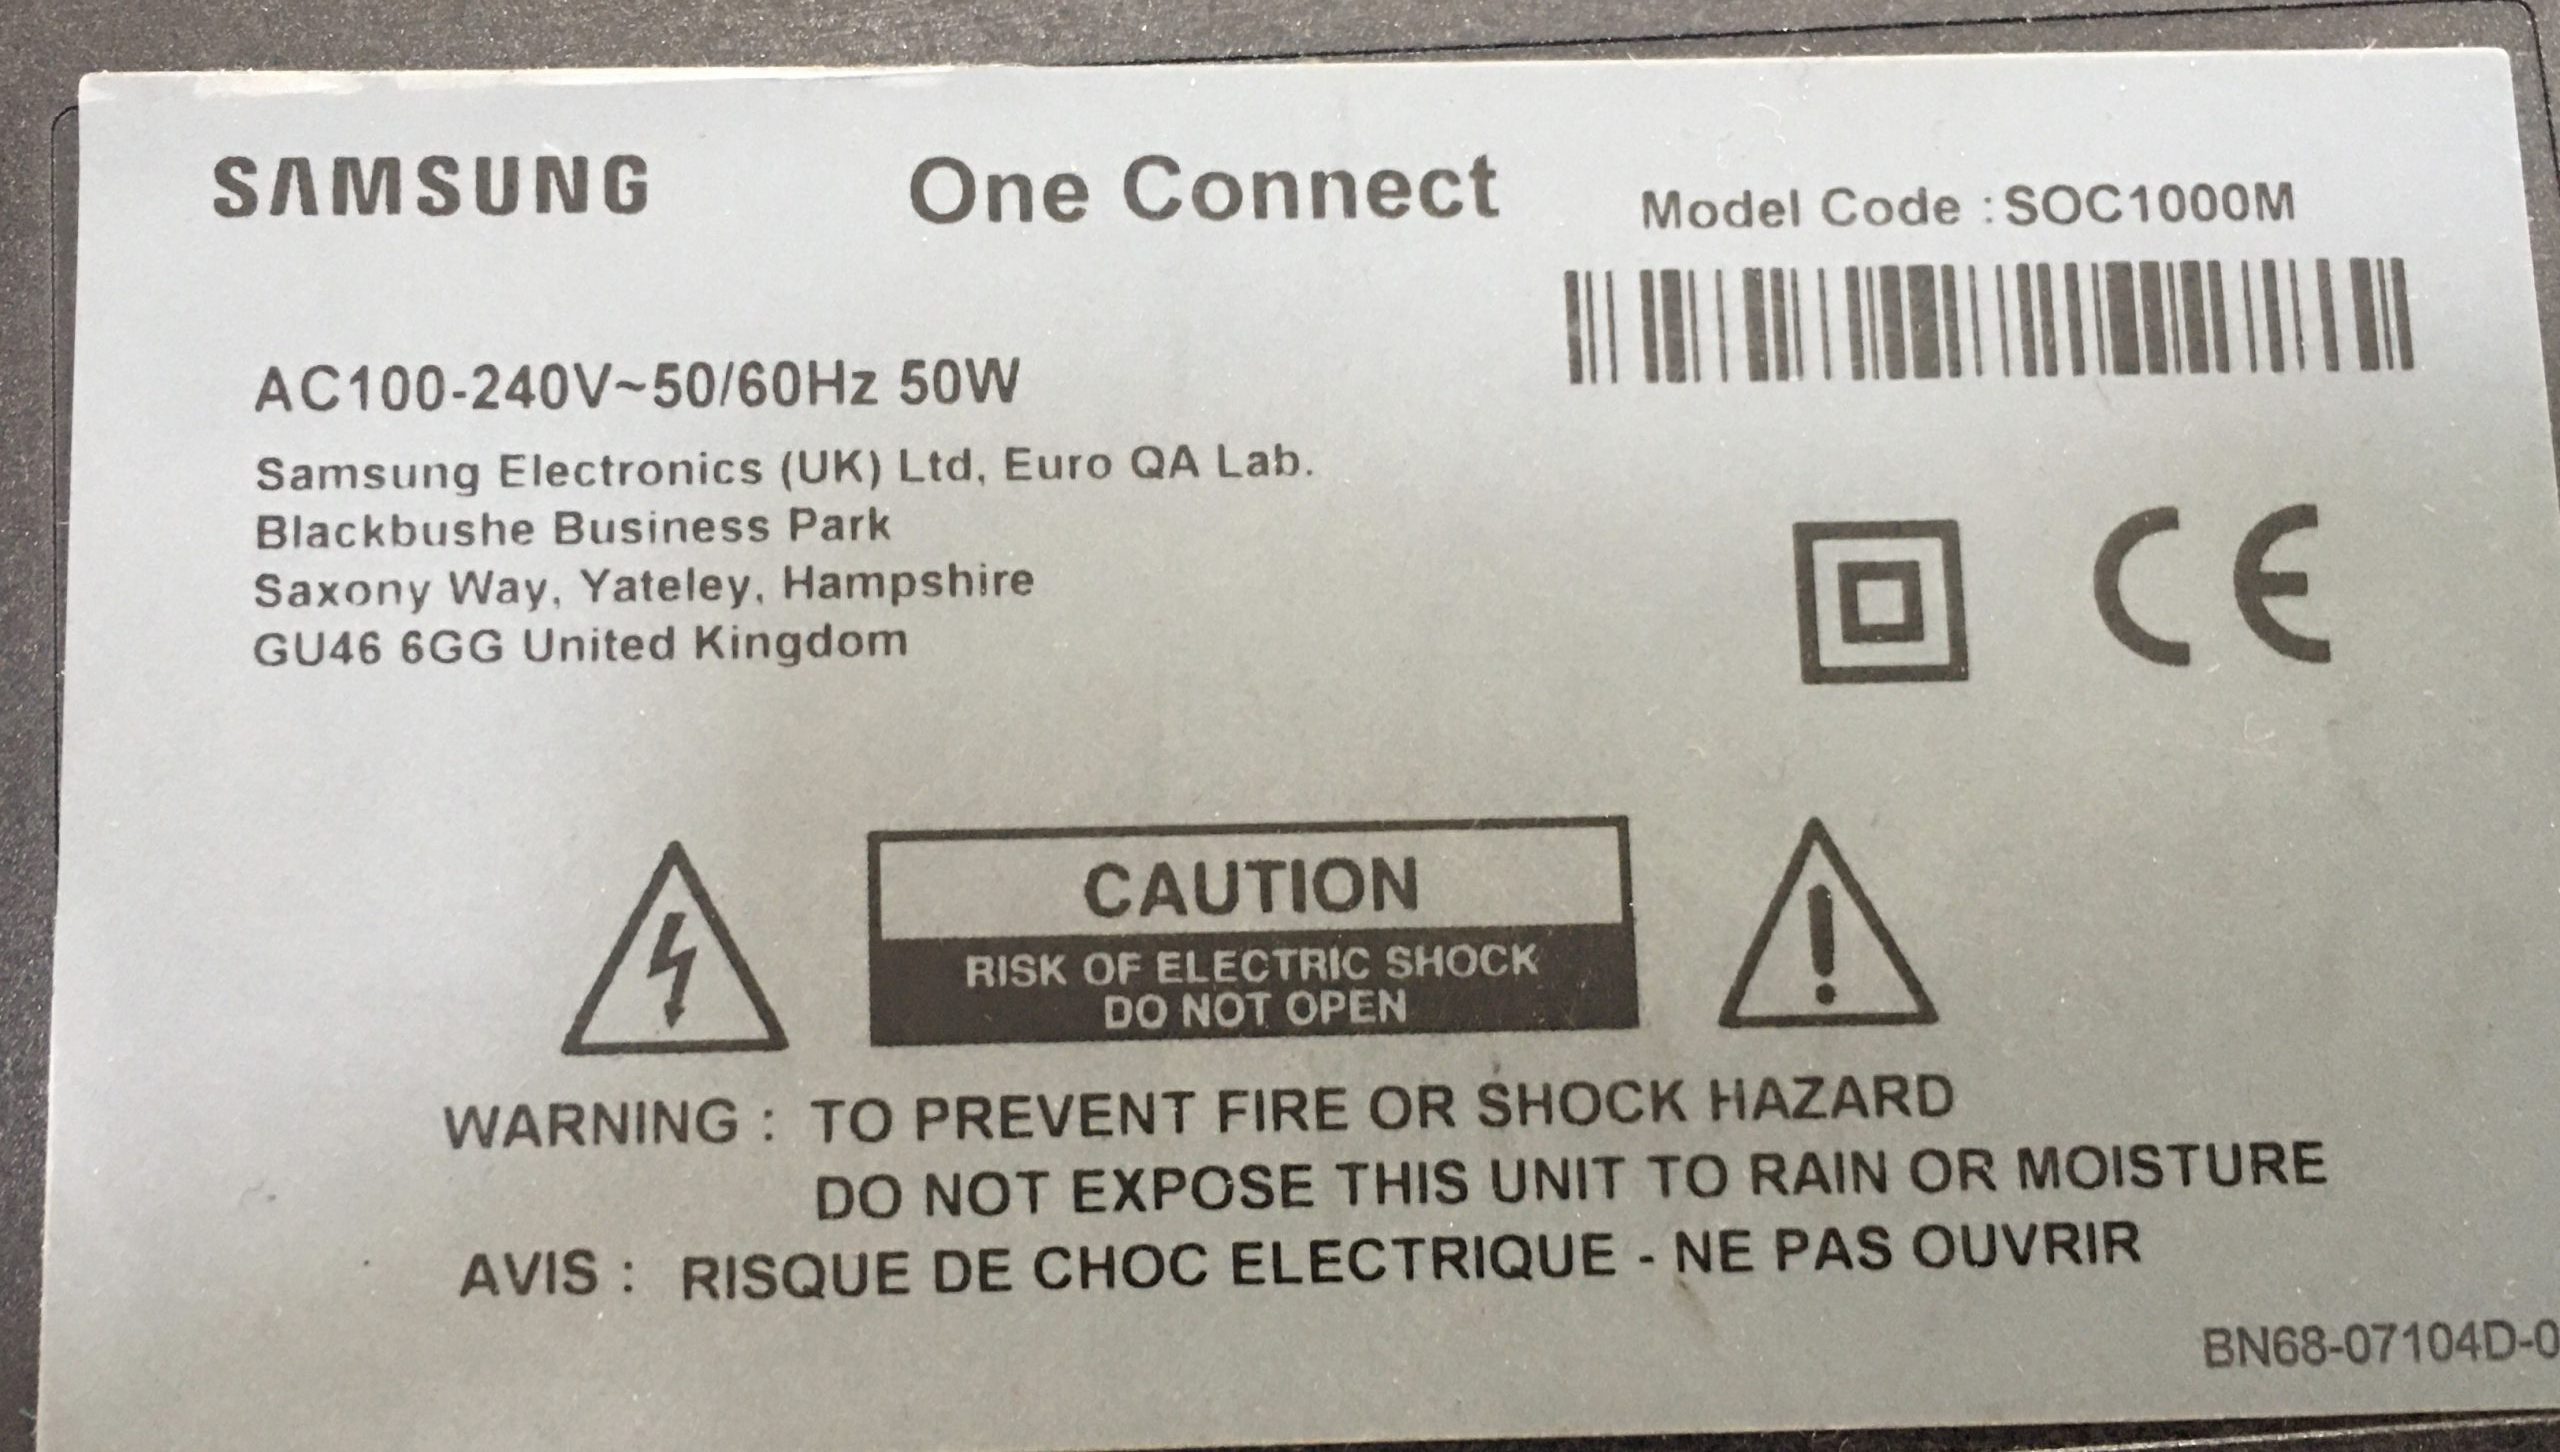 SAMSUNG One Connect Model Code : SOC1000M
AC100-240V~50/60Hz 50W
Samsung Electronics (UK) Ltd, Euro QA Lab.
Blackbushe Business Park
Saxony Way, Yateley, Hampshire
GU46 6GG United Kingdom
CE
CAUTION
RISK OF ELECTRIC SHOCK
DO NOT OPEN
WARNING : TO PREVENT FIRE OR SHOCK HAZARD
DO NOT EXPOSE THIS UNIT TO RAIN OR MOISTURE
AVIS : RISQUE DE CHOC ELECTRIQUE - NE PAS OUVRIR
BN68-07104D-0